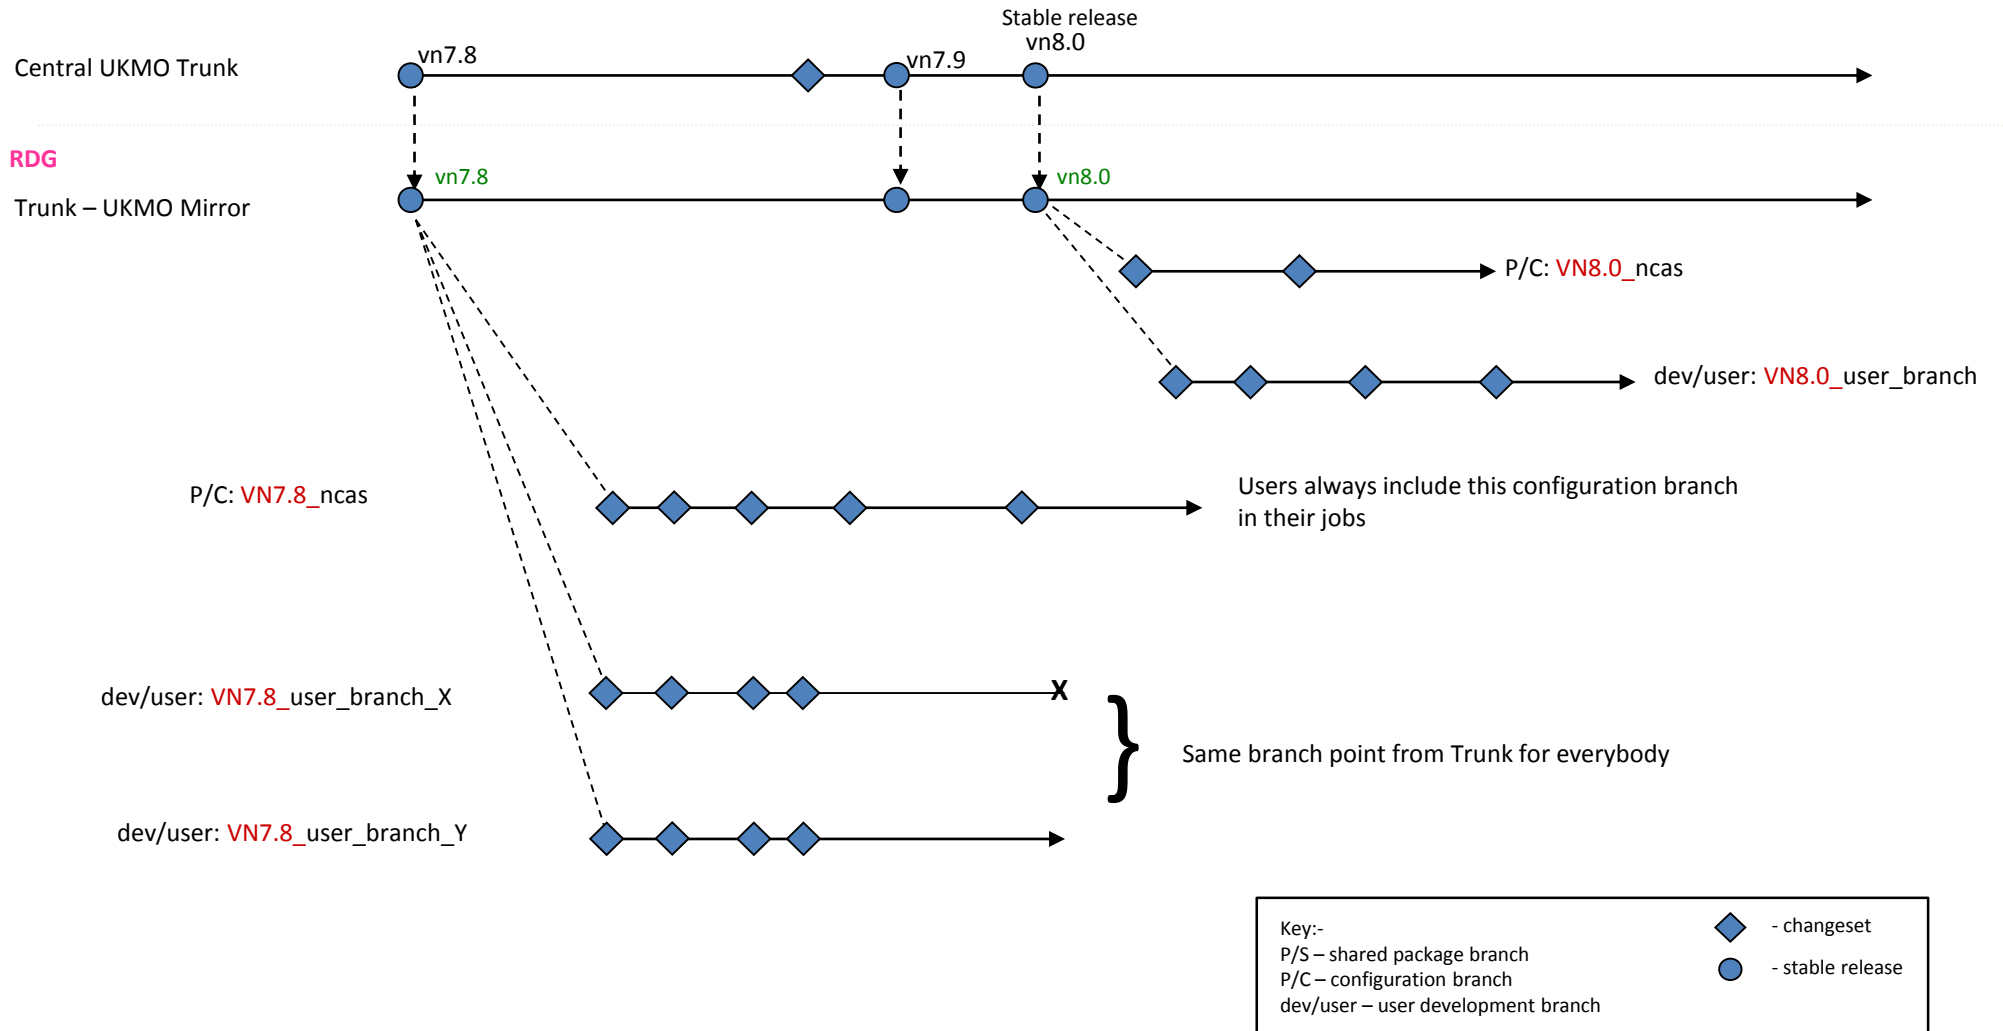 Stable release
vn7.8
vn7.9
vn8.0
Central UKMO Trunk
RDG
vn7.8
vn8.0
Trunk – UKMO Mirror
P/C: VN8.0_ncas
dev/user: VN8.0_user_branch
P/C: VN7.8_ncas
Users always include this configuration branch
in their jobs
dev/user: VN7.8_user_branch_X
X
}
Same branch point from Trunk for everybody
dev/user: VN7.8_user_branch_Y
Key:-
P/S – shared package branch
P/C – configuration branch
dev/user – user development branch
- changeset
- stable release